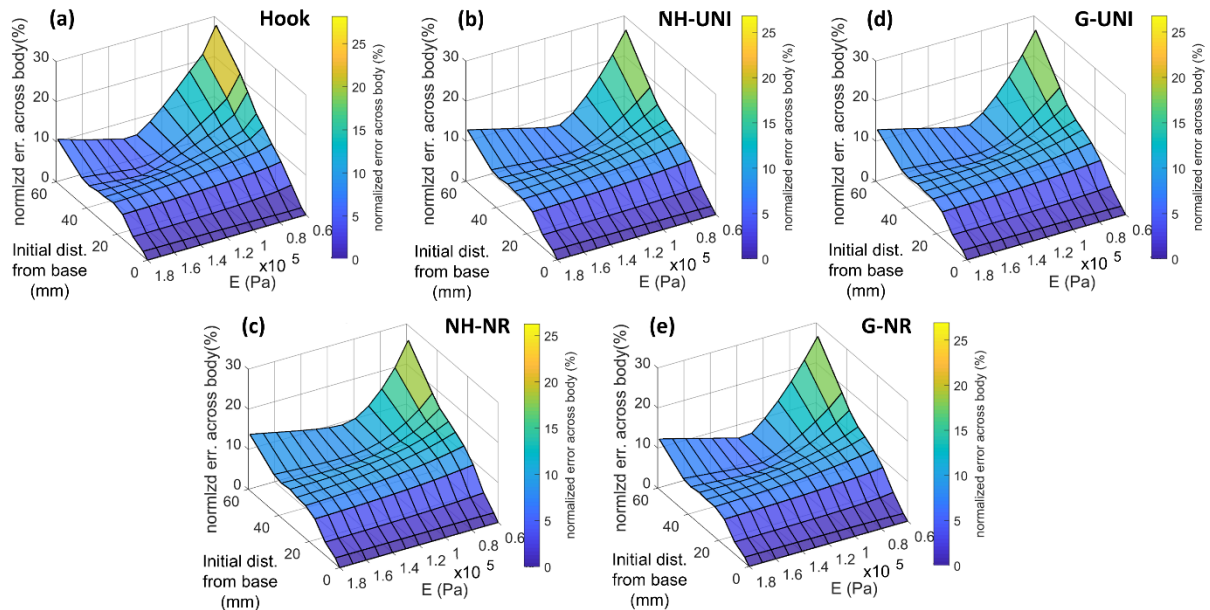 (a) Hook
normlzd err. across body(%)
30
20
10
0
60
40
20
0
Initial dist.
from base
(mm)
1.8
1.6
1.4
1.2
1
0.8
0.6
x10 5
E (Pa)
25
20
15
10
5
0
normalized error across body(%)
(b) NH-UNI
normlzd err. across body(%)
30
20
10
0
60
40
20
0
Initial dist.
from base
(mm)
1.8
1.6
1.4
1.2
1
0.8
0.6
x10 5
E (Pa)
25
20
15
10
5
0
normalized error across body(%)
(d) G-UNI
normlzd err. across body(%)
30
20
10
0
60
40
20
0
Initial dist.
from base
(mm)
1.8
1.6
1.4
1.2
1
0.8
0.6
x10 5
E (Pa)
25
20
15
10
5
0
normalized error across body(%)
(c) NH-NR
normlzd err. across body(%)
30
20
10
0
60
40
20
0
Initial dist.
from base
(mm)
1.8
1.6
1.4
1.2
1
0.8
0.6
x10 5
E (Pa)
25
20
15
10
5
0
normalized error across body(%)
(e) G-NR
normlzd err. across body(%)
30
20
10
0
60
40
20
0
Initial dist.
from base
(mm)
1.8
1.6
1.4
1.2
1
0.8
0.6
x10 5
E (Pa)
25
20
15
10
5
0
normalized error across body(%)